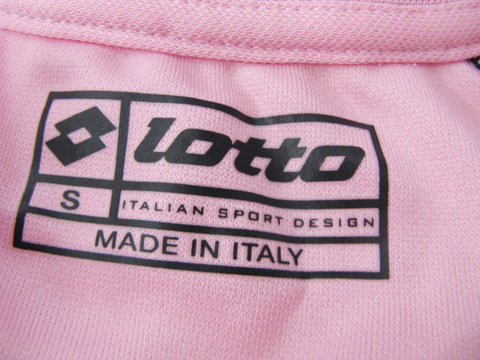 lotto
S
ITALIAN SPORT DESIGN
MADE IN ITALY